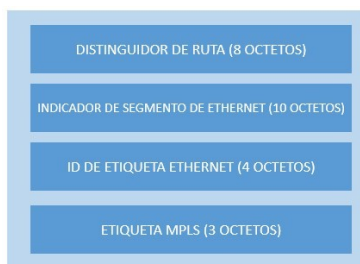 DISTINGUIDOR DE RUTA (8 OCTETOS)
INDICADOR DE SEGMENTO DE ETHERNET (10 OCTETOS)
ID DE ETIQUETA ETHERNET (4 OCTETOS)
ETIQUETA MPLS (3 OCTETOS)